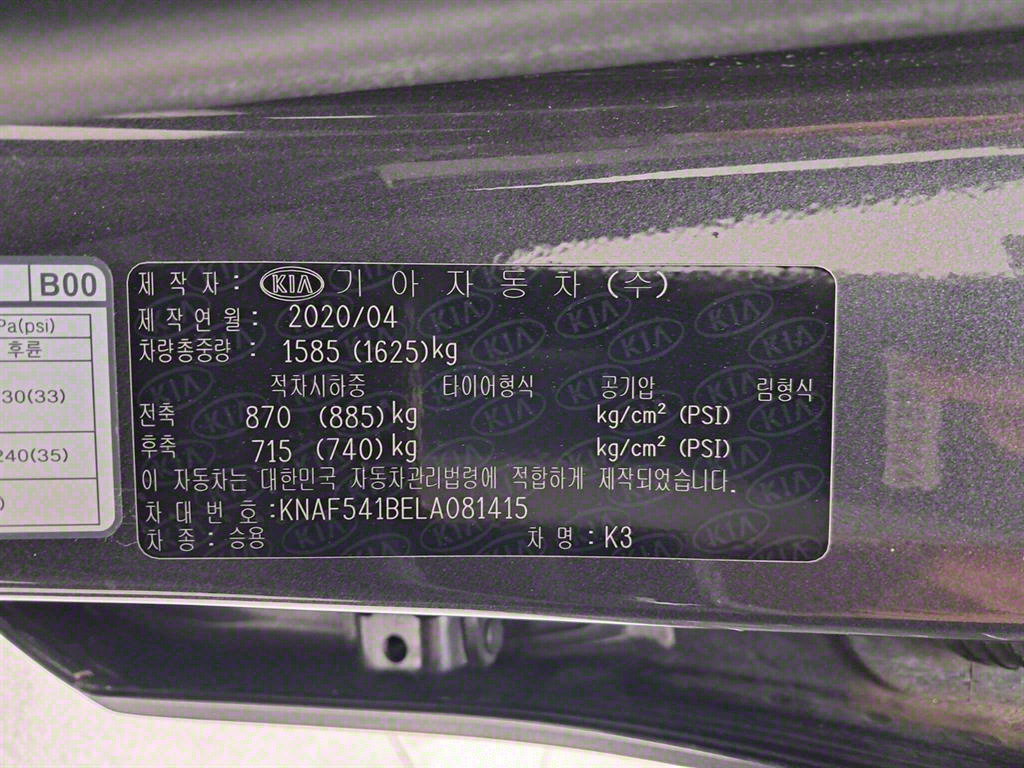 B00
Pa(psi)
후륜
30(33)
240(35)
제작자 : KIA 기아자동차(주)
제작연월 : 2020/04
차량총중량 : 1585 (1625)kg
적차시하중 타이어형식 공기압 림형식
전축 870 (885)kg kg/cm² (PSI)
후축 715 (740)kg kg/cm² (PSI)
이 자동차는 대한민국 자동차관리법령에 적합하게 제작되었습니다.
차대번호 :KNAF541BELA081415
차종 : 승용 차명 : K3